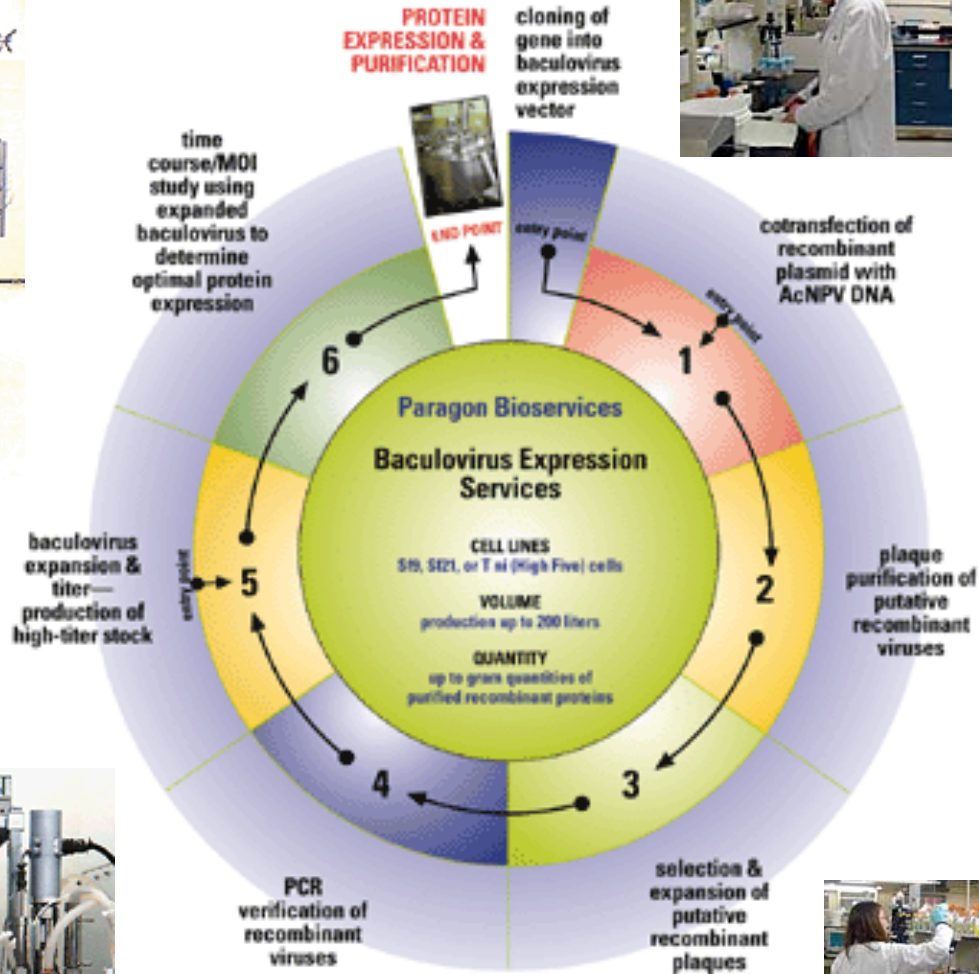 PROTEIN
EXPRESSION &
PURIFICATION
cloning of
gene into
baculovirus
expression
vector
END POINT
entry point
cotransfection of
recombinant
plasmid with
AcNPV DNA
entry point
1
plaque
purification of
putative
recombinant
viruses
2
selection &
expansion of
putative
recombinant
plaques
3
PCR
verification of
recombinant
viruses
4
baculovirus
expansion &
titer—
production of
high-titer stock
entry point
5
time
course/MOI
study using
expanded
baculovirus to
determine
optimal protein
expression
6
Paragon Bioservices
Baculovirus Expression
Services
CELL LINES
Sf9, Sf21, or T ni (High Five) cells
VOLUME
production up to 200 liters
QUANTITY
up to gram quantities of
purified recombinant proteins